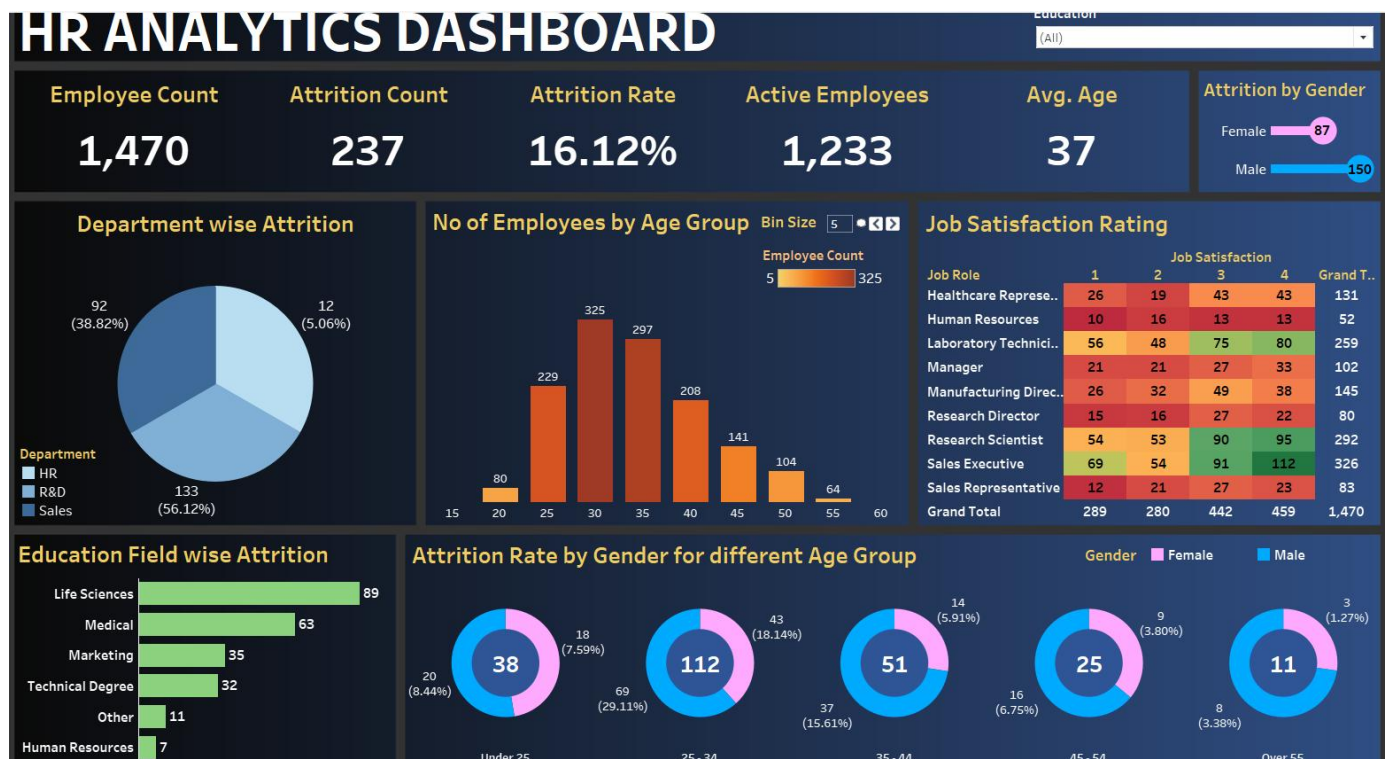 HR ANALYTICS DASHBOARD
Education
(All)
Employee Count
1,470
Attrition Count
237
Attrition Rate
16.12%
Active Employees
1,233
Avg. Age
37
Attrition by Gender
Female 87
Male 150
Department wise Attrition
92
(38.82%)
12
(5.06%)
133
(56.12%)
Department
HR
R&D
Sales
No of Employees by Age Group
Bin Size 5
Employee Count
5 325
80
229
325
297
208
141
104
64
15 20 25 30 35 40 45 50 55 60
Job Satisfaction Rating
Job Satisfaction
Job Role 1 2 3 4 Grand T..
Healthcare Represe.. 26 19 43 43 131
Human Resources 10 16 13 13 52
Laboratory Technici.. 56 48 75 80 259
Manager 21 21 27 33 102
Manufacturing Direc.. 26 32 49 38 145
Research Director 15 16 27 22 80
Research Scientist 54 53 90 95 292
Sales Executive 69 54 91 112 326
Sales Representative 12 21 27 23 83
Grand Total 289 280 442 459 1,470
Education Field wise Attrition
Life Sciences 89
Medical 63
Marketing 35
Technical Degree 32
Other 11
Human Resources 7
Attrition Rate by Gender for different Age Group
Gender Female Male
18
(7.59%)
38
20
(8.44%)
Under 25
43
(18.14%)
112
69
(29.11%)
25 - 34
14
(5.91%)
51
37
(15.61%)
35 - 44
9
(3.80%)
25
16
(6.75%)
45 - 54
3
(1.27%)
11
8
(3.38%)
Over 55